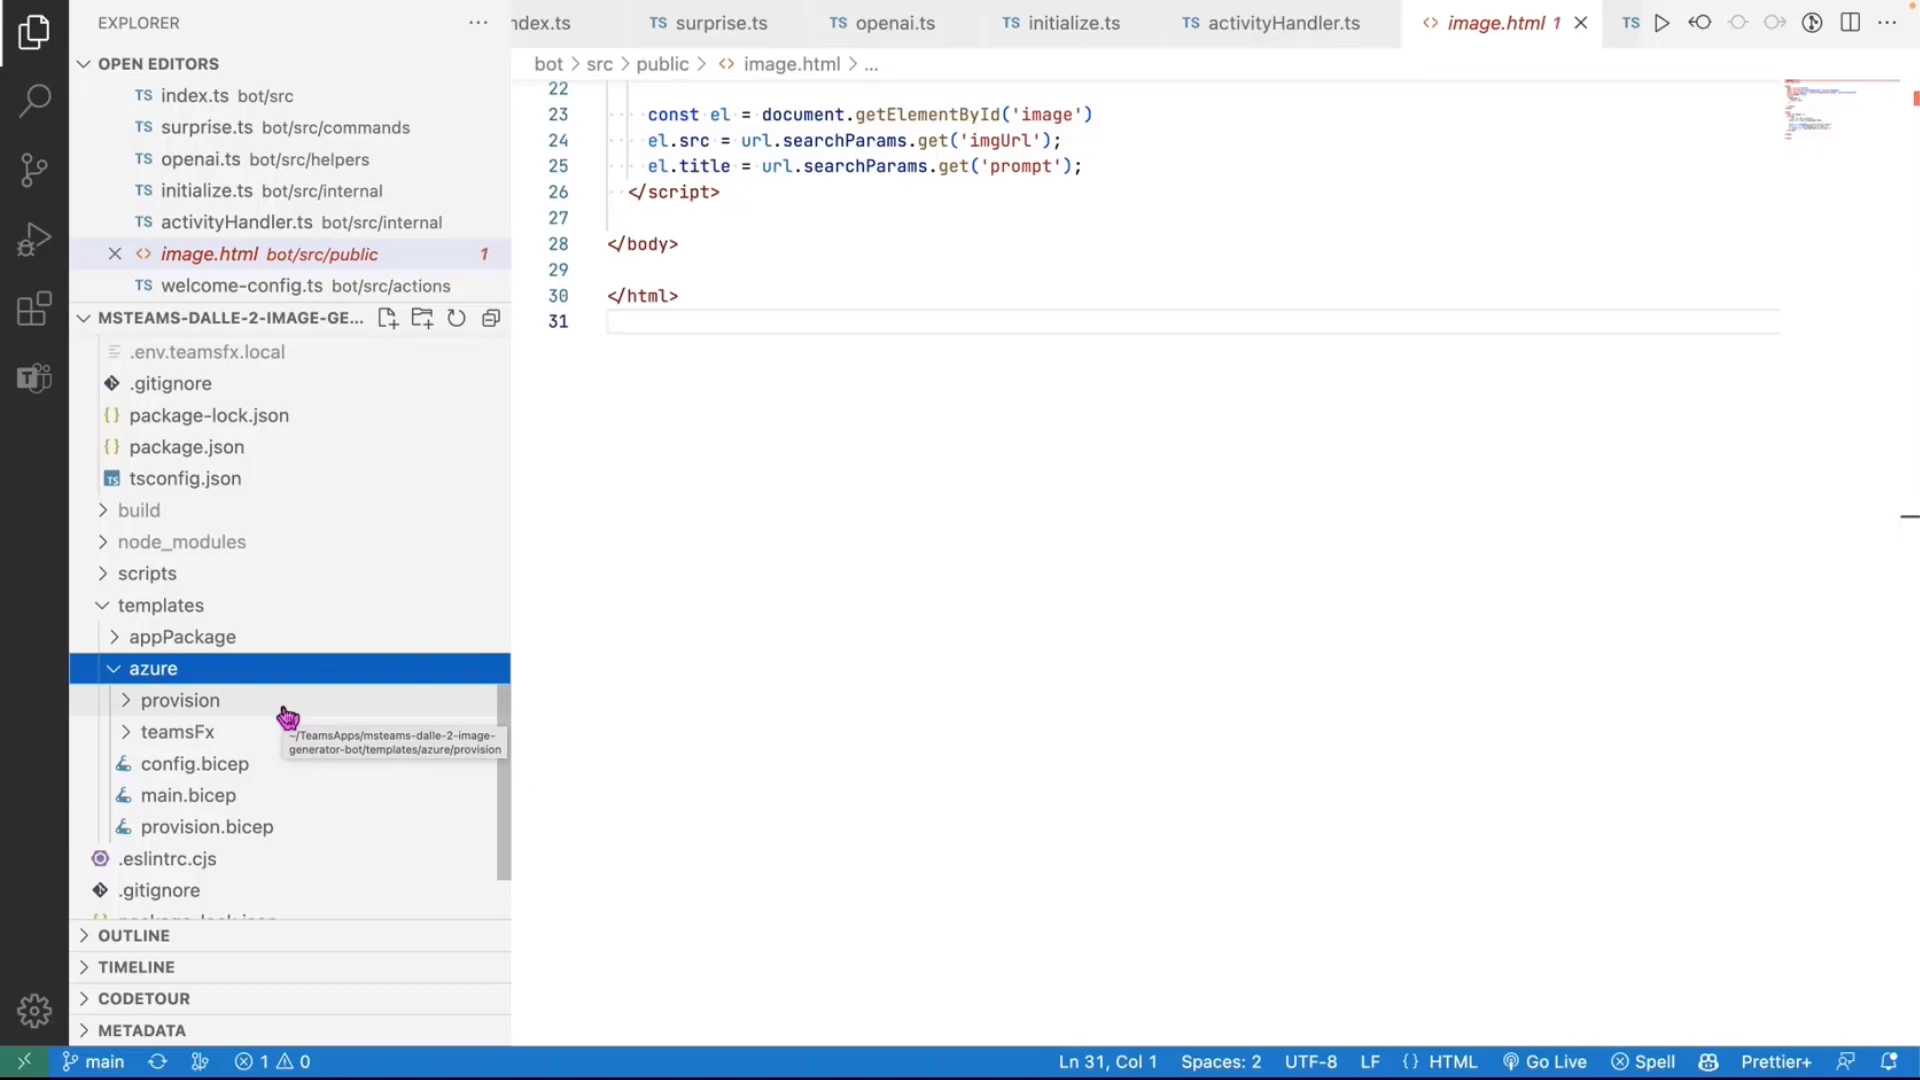 EXPLORER
ndex.ts
TS surprise.ts
TS openai.ts
TS initialize.ts
TS activityHandler.ts
<> image.html 1
TS
OPEN EDITORS
TS index.ts bot/src
TS surprise.ts bot/src/commands
TS openai.ts bot/src/helpers
TS initialize.ts bot/src/internal
TS activityHandler.ts bot/src/internal
<> image.html bot/src/public 1
TS welcome-config.ts bot/src/actions
MSTEAMS-DALLE-2-IMAGE-GE...
.env.teamsfx.local
.gitignore
{} package-lock.json
{} package.json
TS tsconfig.json
build
node_modules
scripts
templates
appPackage
azure
provision
teamsFx
config.bicep
main.bicep
provision.bicep
.eslintrc.cjs
.gitignore
~/TeamsApps/msteams-dalle-2-image-
generator-bot/templates/azure/provision
OUTLINE
TIMELINE
CODETOUR
METADATA
bot > src > public > <> image.html > ...
22
23 const el = document.getElementById('image')
24 el.src = url.searchParams.get('imgUrl');
25 el.title = url.searchParams.get('prompt');
26 </script>
27
28 </body>
29
30 </html>
31
main
1
0
Ln 31, Col 1
Spaces: 2
UTF-8
LF
{} HTML
Go Live
Spell
Prettier+